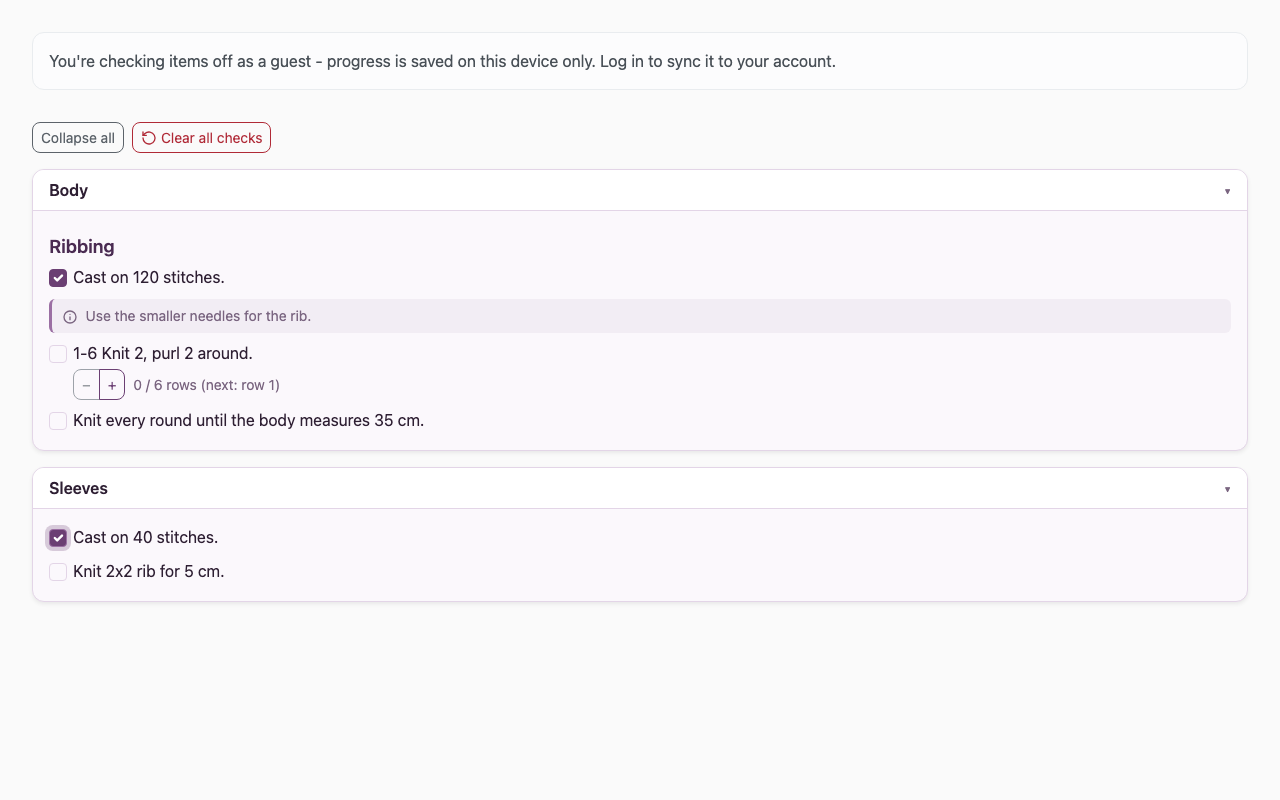 You're checking items off as a guest - progress is saved on this device only. Log in to sync it to your account.
Collapse all
Clear all checks
Body
Ribbing
Cast on 120 stitches.
Use the smaller needles for the rib.
1-6 Knit 2, purl 2 around.
− + 0 / 6 rows (next: row 1)
Knit every round until the body measures 35 cm.
Sleeves
Cast on 40 stitches.
Knit 2x2 rib for 5 cm.